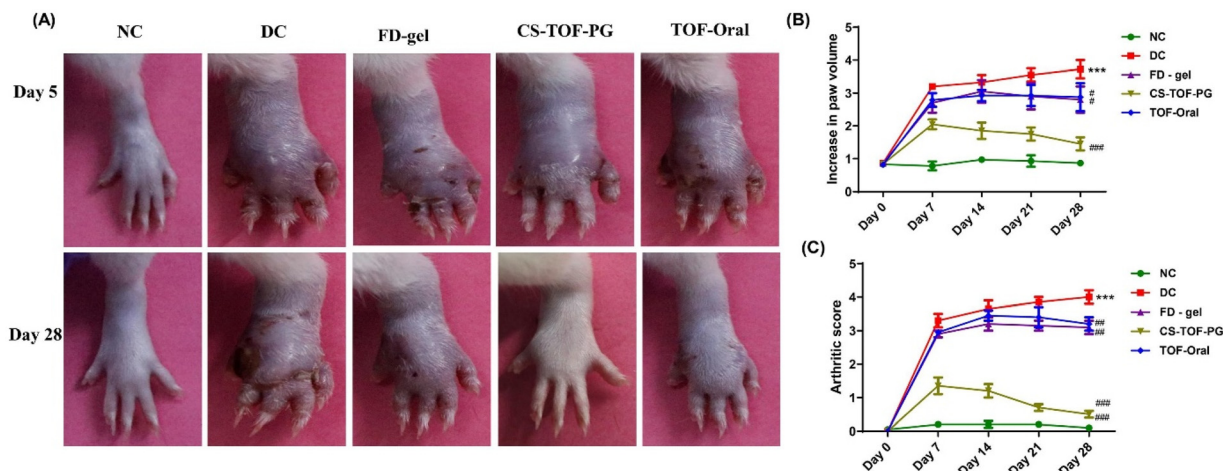 (A)
NC DC FD-gel CS-TOF-PG TOF-Oral
Day 5
Day 28
(B)
Increase in paw volume
5
4
3
2
1
0
Day 0 Day 7 Day 14 Day 21 Day 28
***
#
#
###
NC
DC
FD - gel
CS-TOF-PG
TOF-Oral
(C)
Arthritic score
5
4
3
2
1
0
Day 0 Day 7 Day 14 Day 21 Day 28
***
##
##
###
###
NC
DC
FD - gel
CS-TOF-PG
TOF-Oral